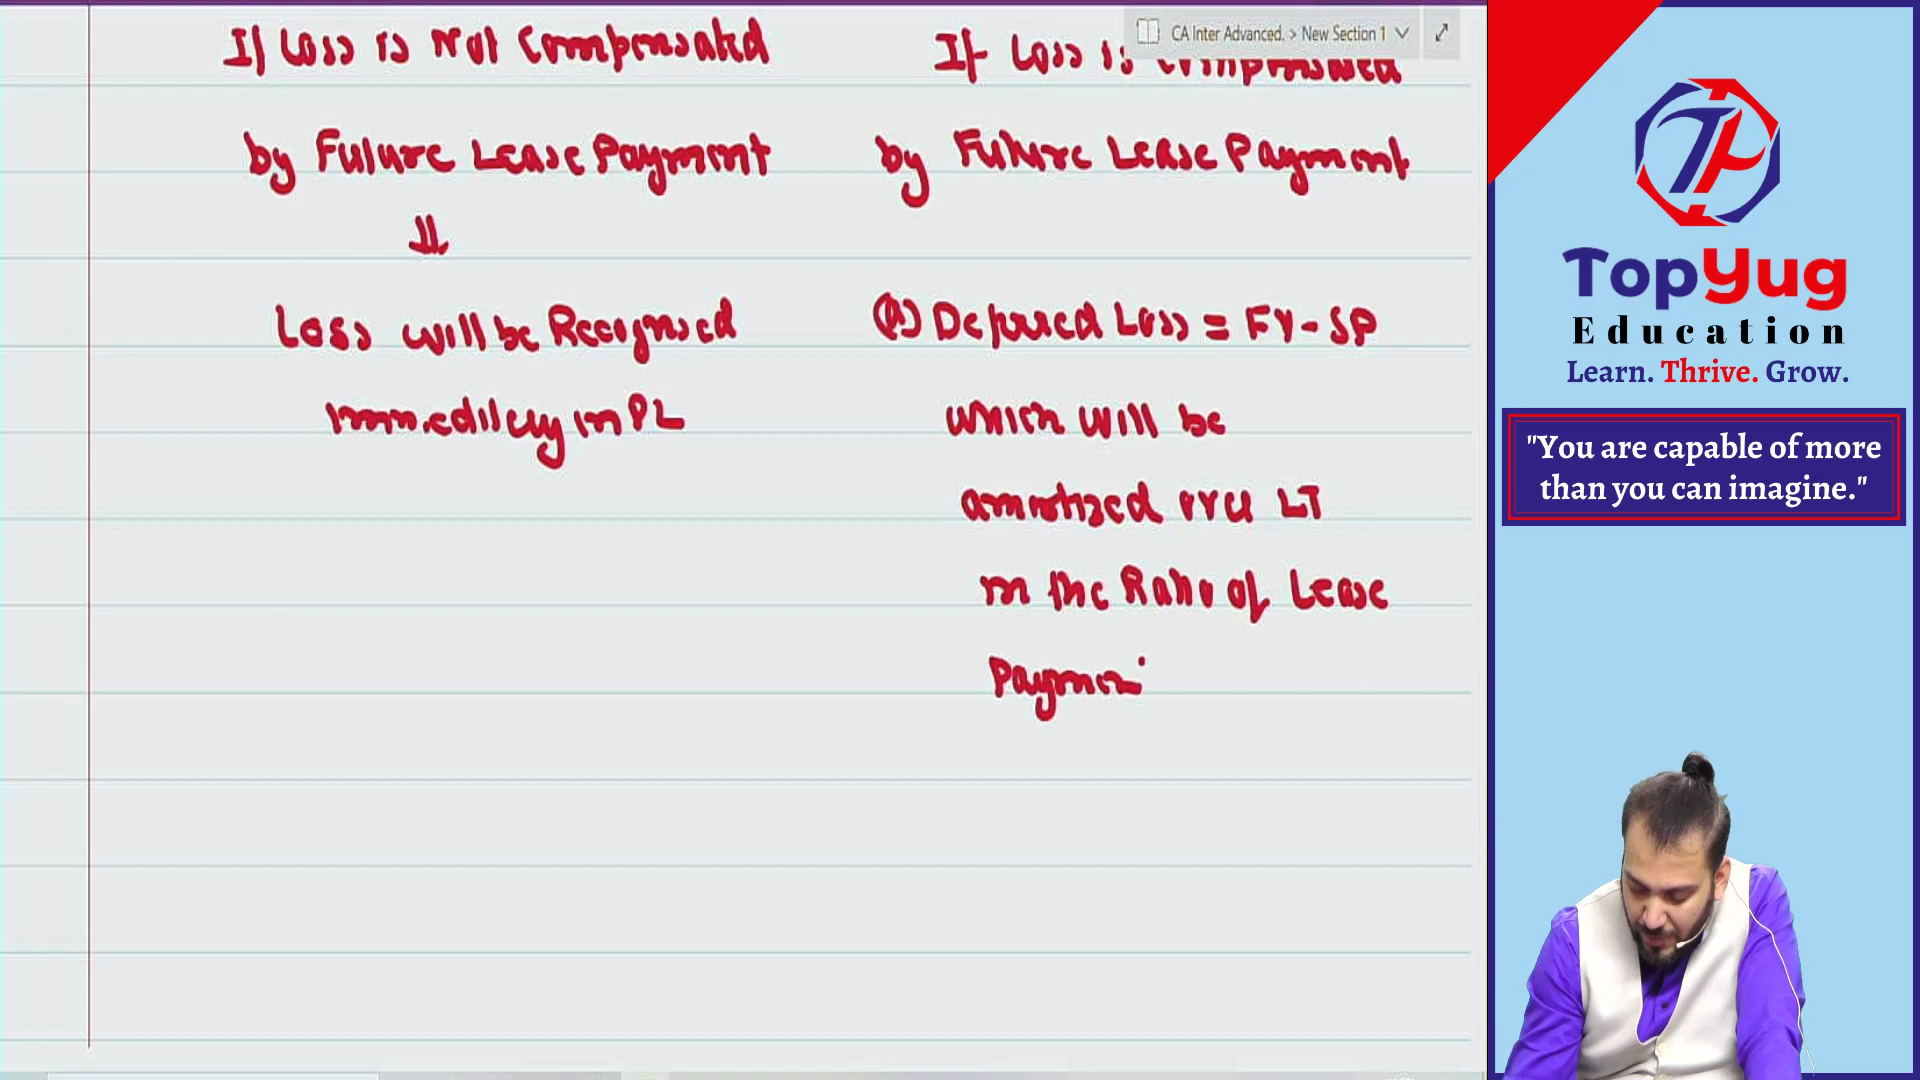 If Loss is Not Compensated
by Future Lease Payment
Loss will be Recognised
immediletly in PL
CA Inter Advanced. > New Section 1
If Loss is Compensated
by Future Lease Payment
(A) Deferred Loss = FV - SP
which will be
amortized over LT
in the Ratio of Lease
Paymen
TopYug
Education
Learn. Thrive. Grow.
"You are capable of more
than you can imagine."